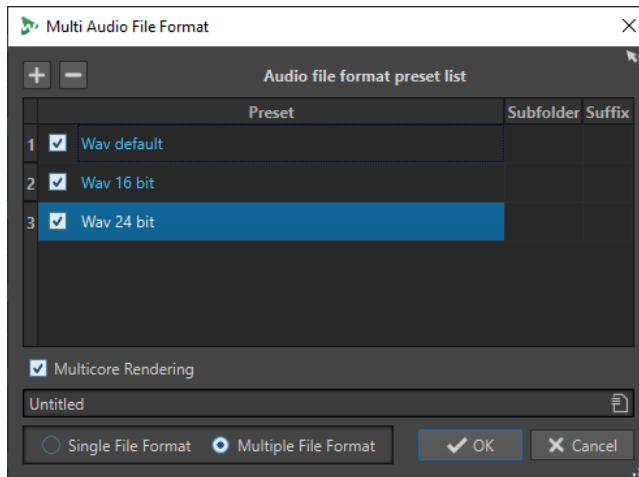 Multi Audio File Format
Audio file format preset list
Preset Subfolder Suffix
1 Wav default
2 Wav 16 bit
3 Wav 24 bit
Multicore Rendering
Untitled
Single File Format Multiple File Format OK Cancel